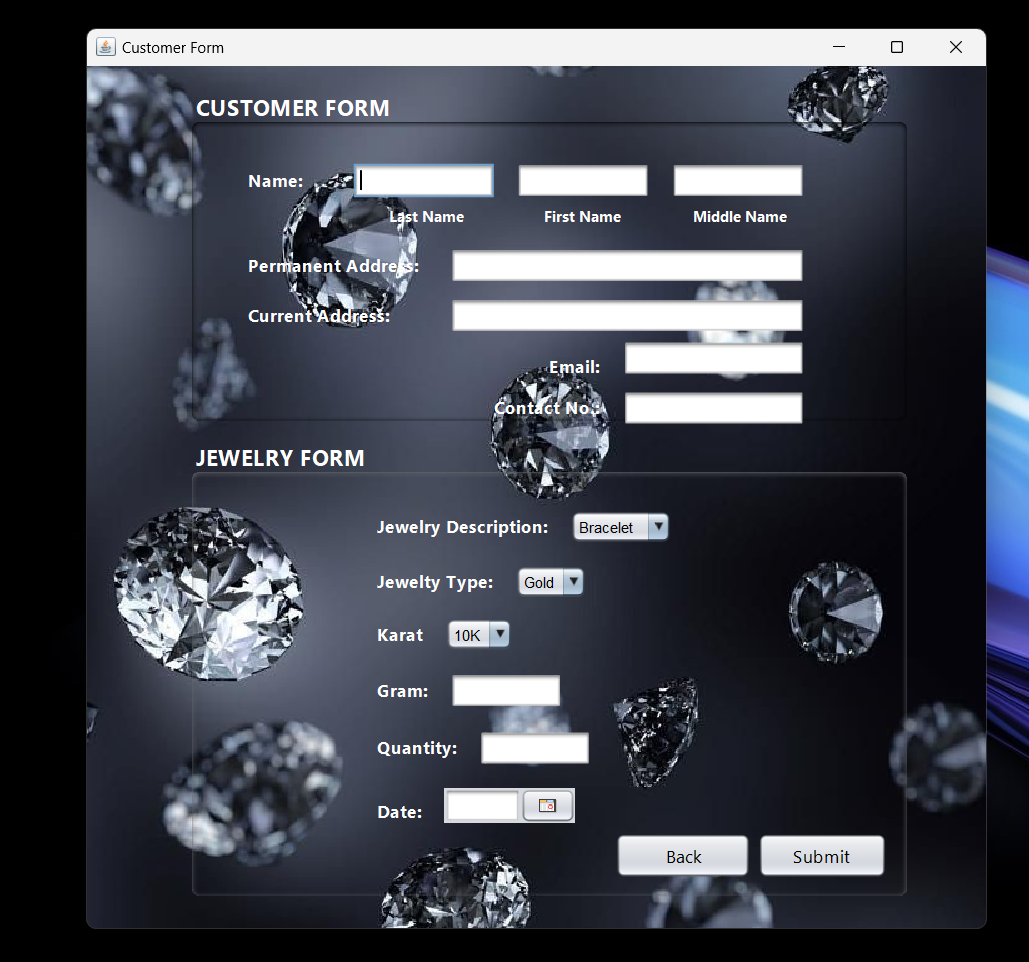 Customer Form
CUSTOMER FORM
Name:
Last Name First Name Middle Name
Permanent Address:
Current Address:
Email:
Contact No.:
JEWELRY FORM
Jewelry Description: Bracelet
Jewelty Type: Gold
Karat 10K
Gram:
Quantity:
Date:
Back Submit